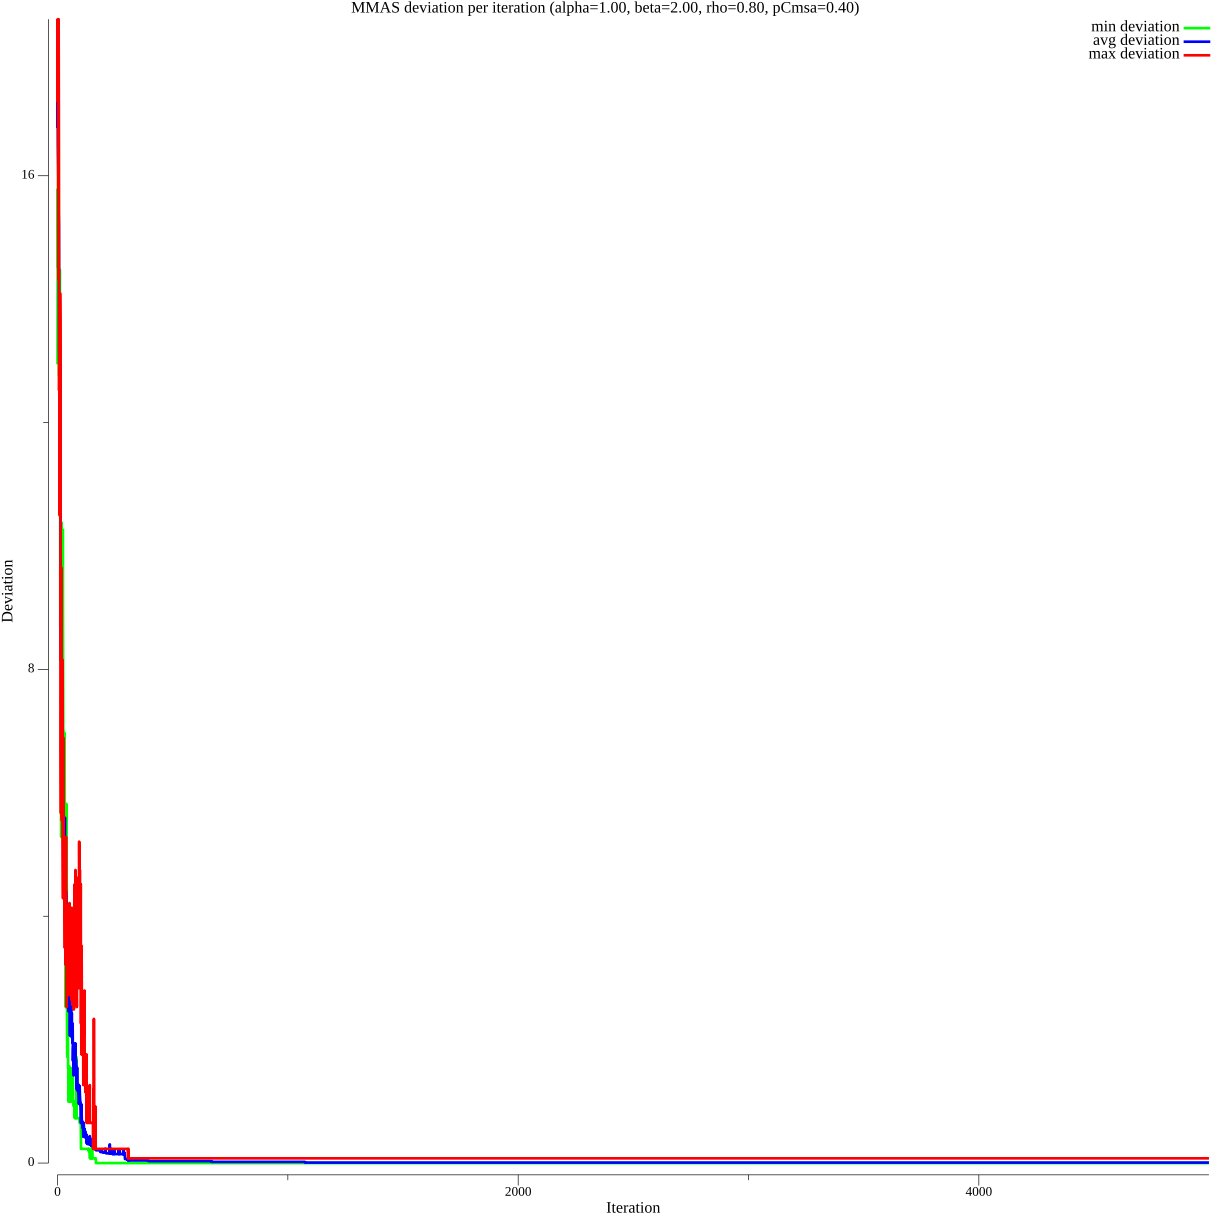 MMAS deviation per iteration (alpha=1.00, beta=2.00, rho=0.80, pCmsa=0.40)
min deviation
avg deviation
max deviation
16
8
0
Deviation
0
2000
4000
Iteration